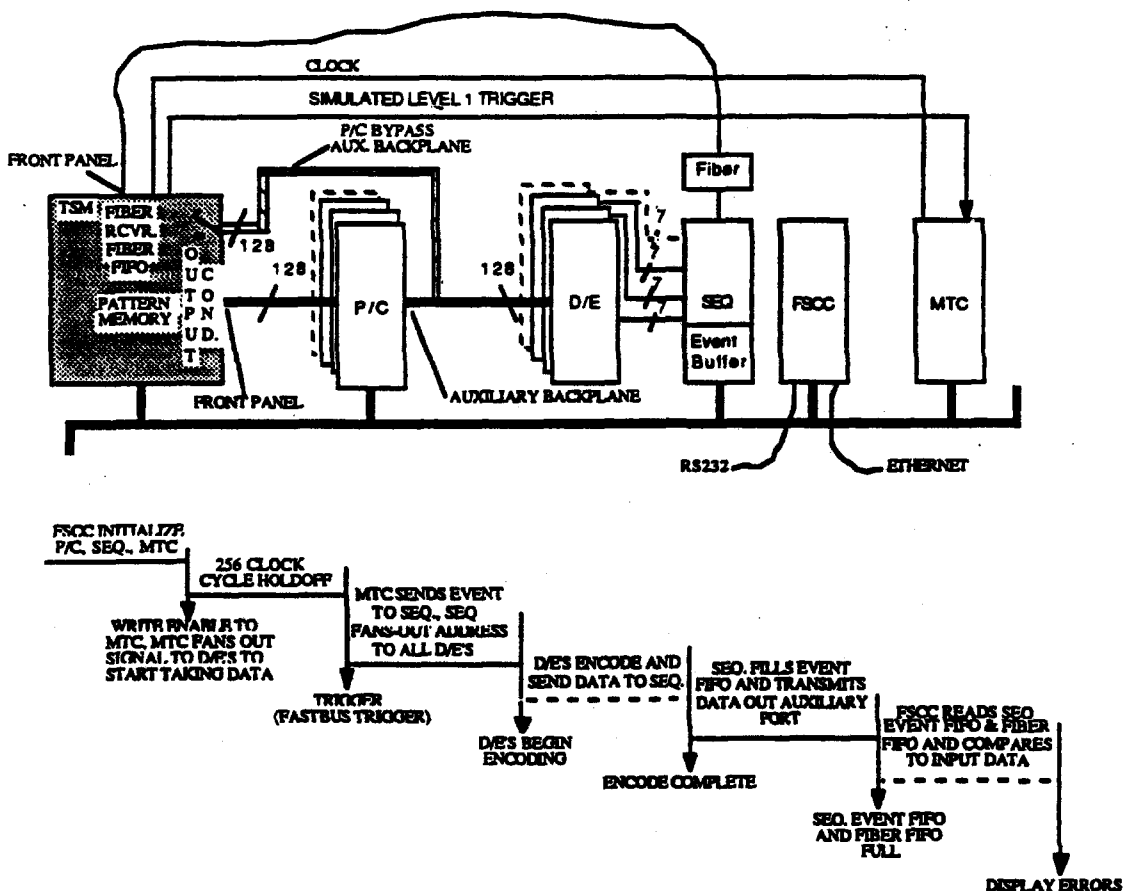 CLOCK
SIMULATED LEVEL 1 TRIGGER
P/C BYPASS
AUX. BACKPLANE
FRONT PANEL
Fiber
TSM
FIBER
RCVR.
FIBER
FIFO
PATTERN
MEMORY
OUTPUT
COND.
128
128
P/C
128
D/E
7
7
7
7
SEQ
Event
Buffer
FSCC
MTC
FRONT PANEL
AUXILIARY BACKPLANE
RS232
ETHERNET
FSCC INITIALIZE
P/C, SEQ., MTC
256 CLOCK
CYCLE HOLDOFF
WRITE ENABLE TO
MTC, MTC FANS OUT
SIGNAL TO D/E'S TO
START TAKING DATA
MTC SENDS EVENT
TO SEQ., SEQ
FANS-OUT ADDRESS
TO ALL D/E'S
TRIGGER
(FASTBUS TRIGGER)
D/E'S ENCODE AND
SEND DATA TO SEQ.
D/E'S BEGIN
ENCODING
SEQ. FILLS EVENT
FIFO AND TRANSMITS
DATA OUT AUXILIARY
PORT
ENCODE COMPLETE
FSCC READS SEQ
EVENT FIFO & FIBER
FIFO AND COMPARES
TO INPUT DATA
SEQ. EVENT FIFO
AND FIBER FIFO
FULL
DISPLAY ERRORS